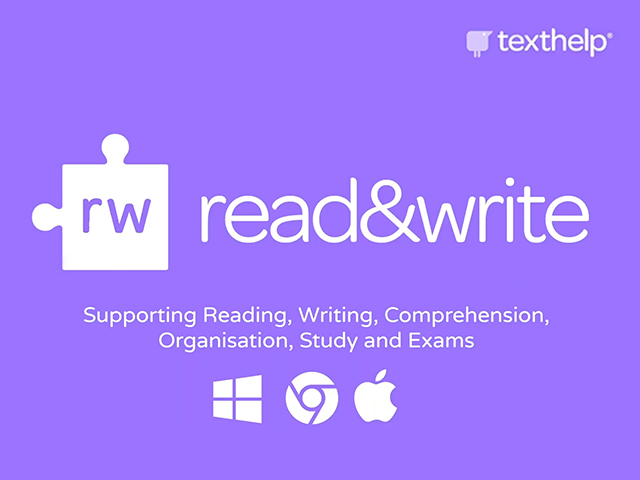 texthelp®
rw
read&write
Supporting Reading, Writing, Comprehension,
Organisation, Study and Exams